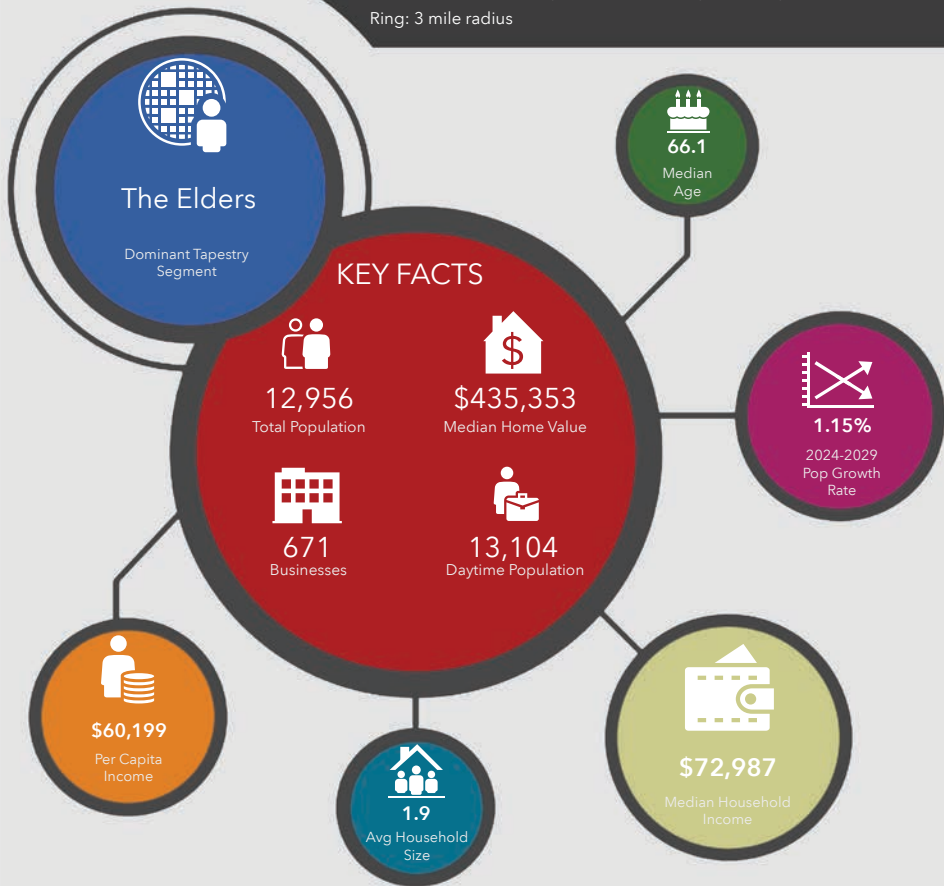 Ring: 3 mile radius
The Elders
Dominant Tapestry
Segment
KEY FACTS
$
12,956
Total Population
$435,353
Median Home Value
671
Businesses
13,104
Daytime Population
66.1
Median
Age
1.15%
2024-2029
Pop Growth
Rate
$60,199
Per Capita
Income
1.9
Avg Household
Size
$72,987
Median Household
Income